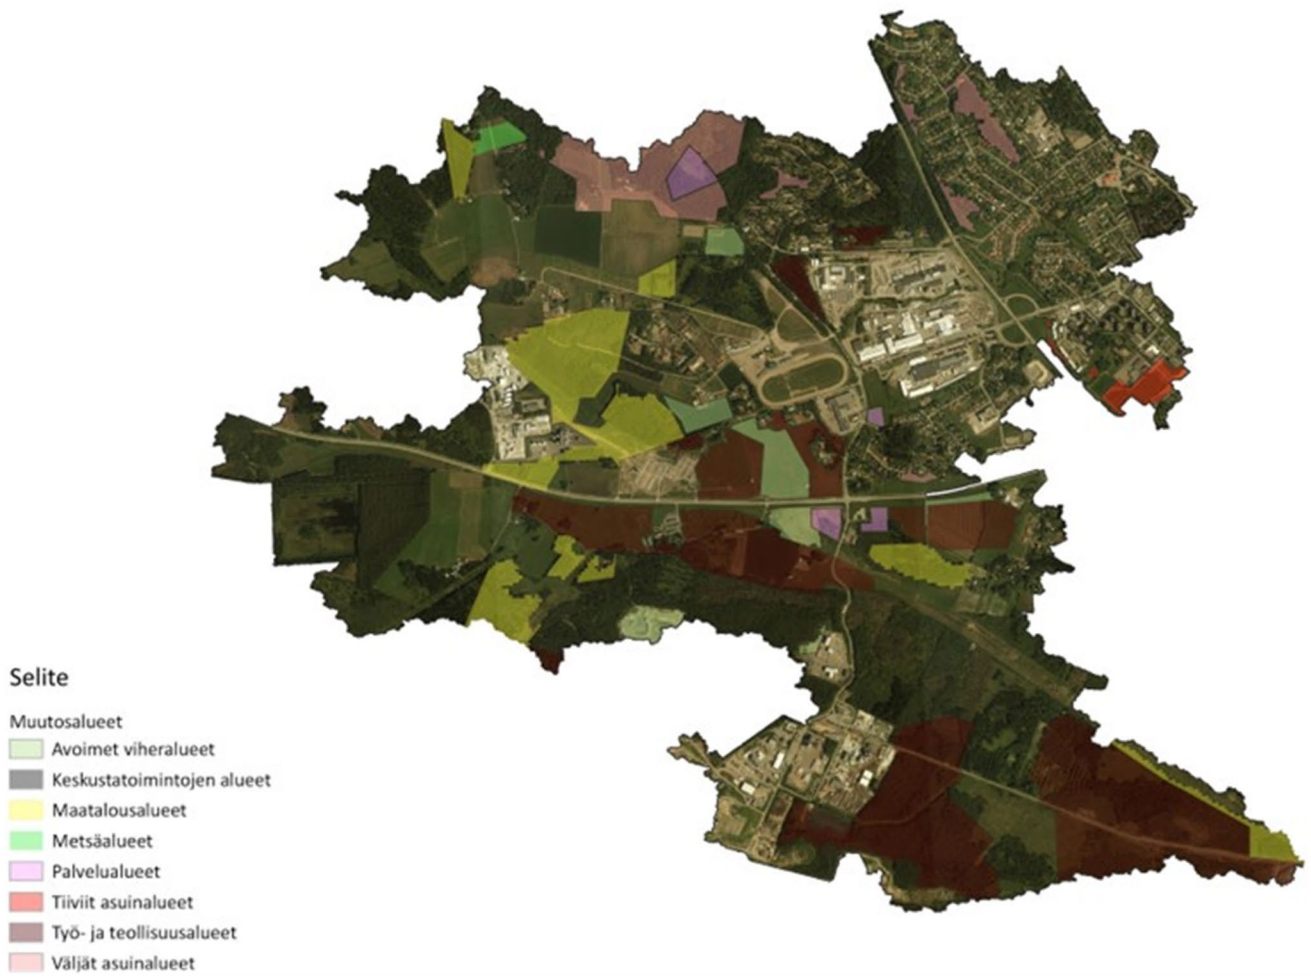 Selite
Muutosalueet
Avoimet viheralueet
Keskustatoimintojen alueet
Maatalousalueet
Metsäalueet
Palvelualueet
Tiiviit asuinalueet
Työ- ja teollisuusalueet
Väljät asuinalueet